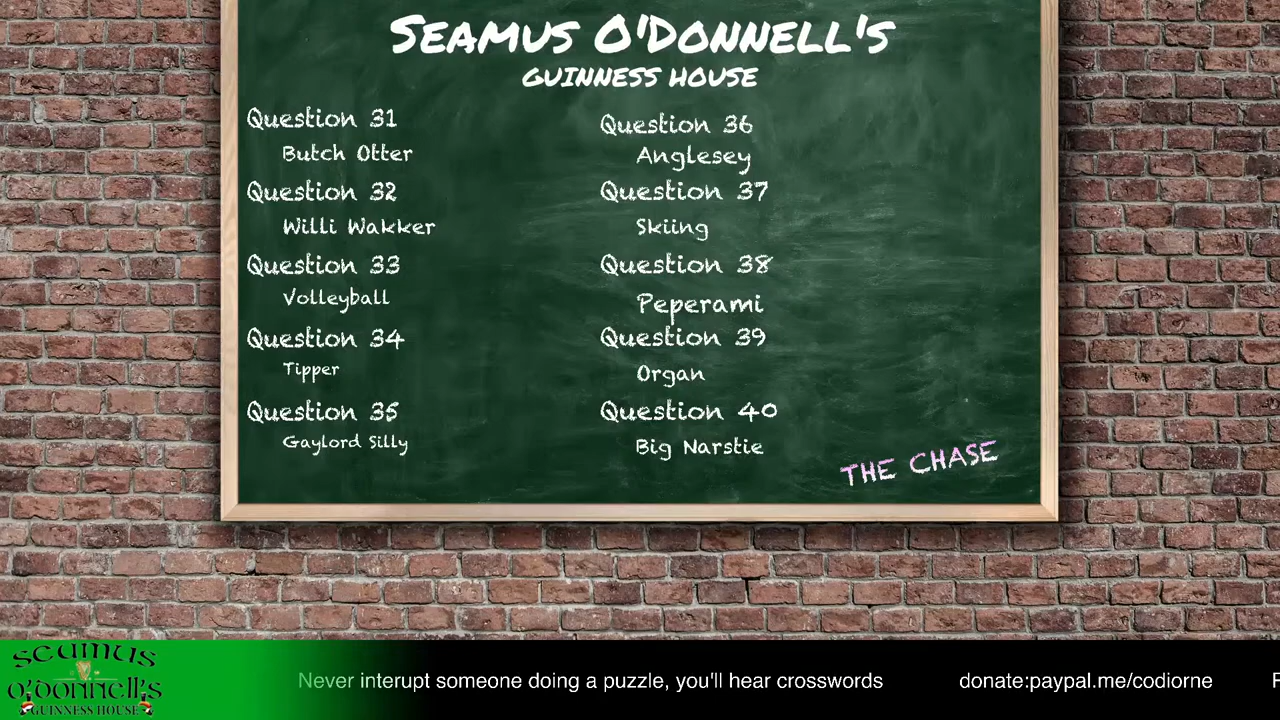 SEAMUS O'DONNELL'S
GUINNESS HOUSE
Question 31
Butch Otter
Question 32
Willi Wakker
Question 33
Volleyball
Question 34
Tipper
Question 35
Gaylord Silly
Question 36
Anglesey
Question 37
Skiing
Question 38
Peperami
Question 39
Organ
Question 40
Big Narstie
THE CHASE
seamus
o'donnell's
GUINNESS HOUSE
Never interupt someone doing a puzzle, you'll hear crosswords
donate:paypal.me/codiorne